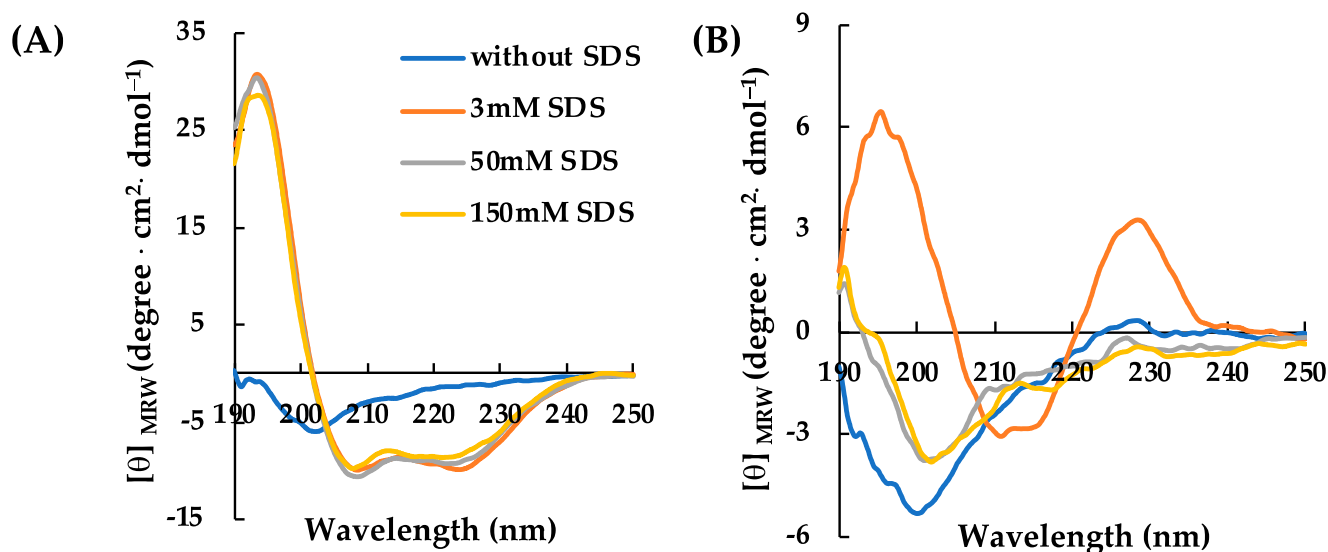 (A)
35
25
15
5
-5
-15
[θ] MRW (degree · cm²· dmol⁻¹)
without SDS
3mM SDS
50mM SDS
150mM SDS
190 200 210 220 230 240 250
Wavelength (nm)
(B)
9
6
3
0
-3
-6
[θ] MRW (degree · cm²· dmol⁻¹)
190 200 210 220 230 240 250
Wavelength (nm)